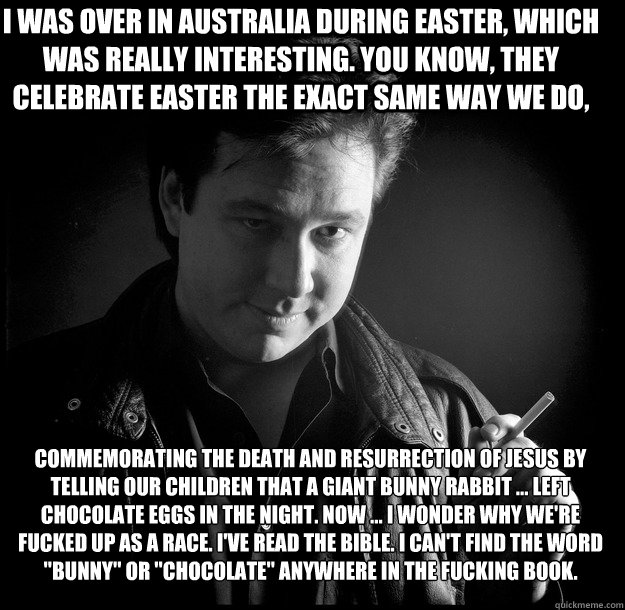 I WAS OVER IN AUSTRALIA DURING EASTER, WHICH
WAS REALLY INTERESTING. YOU KNOW, THEY
CELEBRATE EASTER THE EXACT SAME WAY WE DO,
COMMEMORATING THE DEATH AND RESURRECTION OF JESUS BY
TELLING OUR CHILDREN THAT A GIANT BUNNY RABBIT ... LEFT
CHOCOLATE EGGS IN THE NIGHT. NOW ... I WONDER WHY WE'RE
FUCKED UP AS A RACE. I'VE READ THE BIBLE. I CAN'T FIND THE WORD
"BUNNY" OR "CHOCOLATE" ANYWHERE IN THE FUCKING BOOK.
quickmeme.com